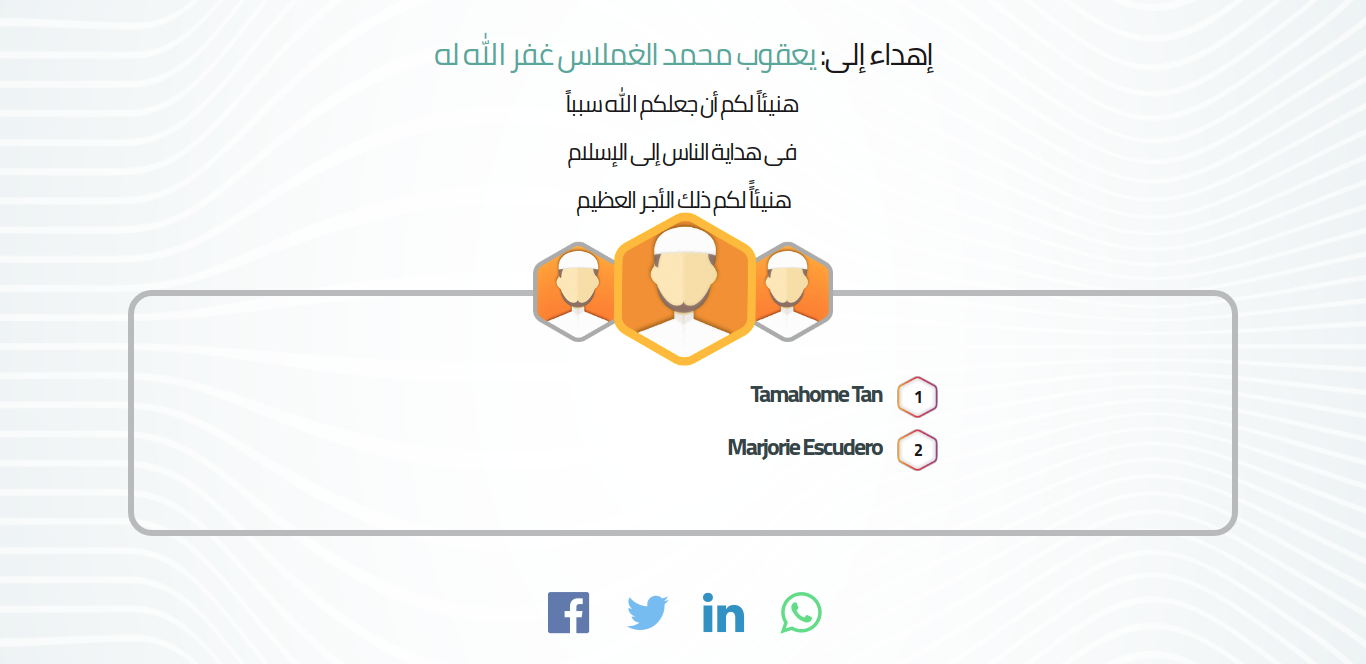 إهداء إلى: يعقوب محمد الغملاس غفر الله له
هنيئاً لكم أن جعلكم الله سبباً
فى هداية الناس إلى الإسلام
هنيئاً لكم ذلك الأجر العظيم
1 Tamahome Tan
2 Marjorie Escudero